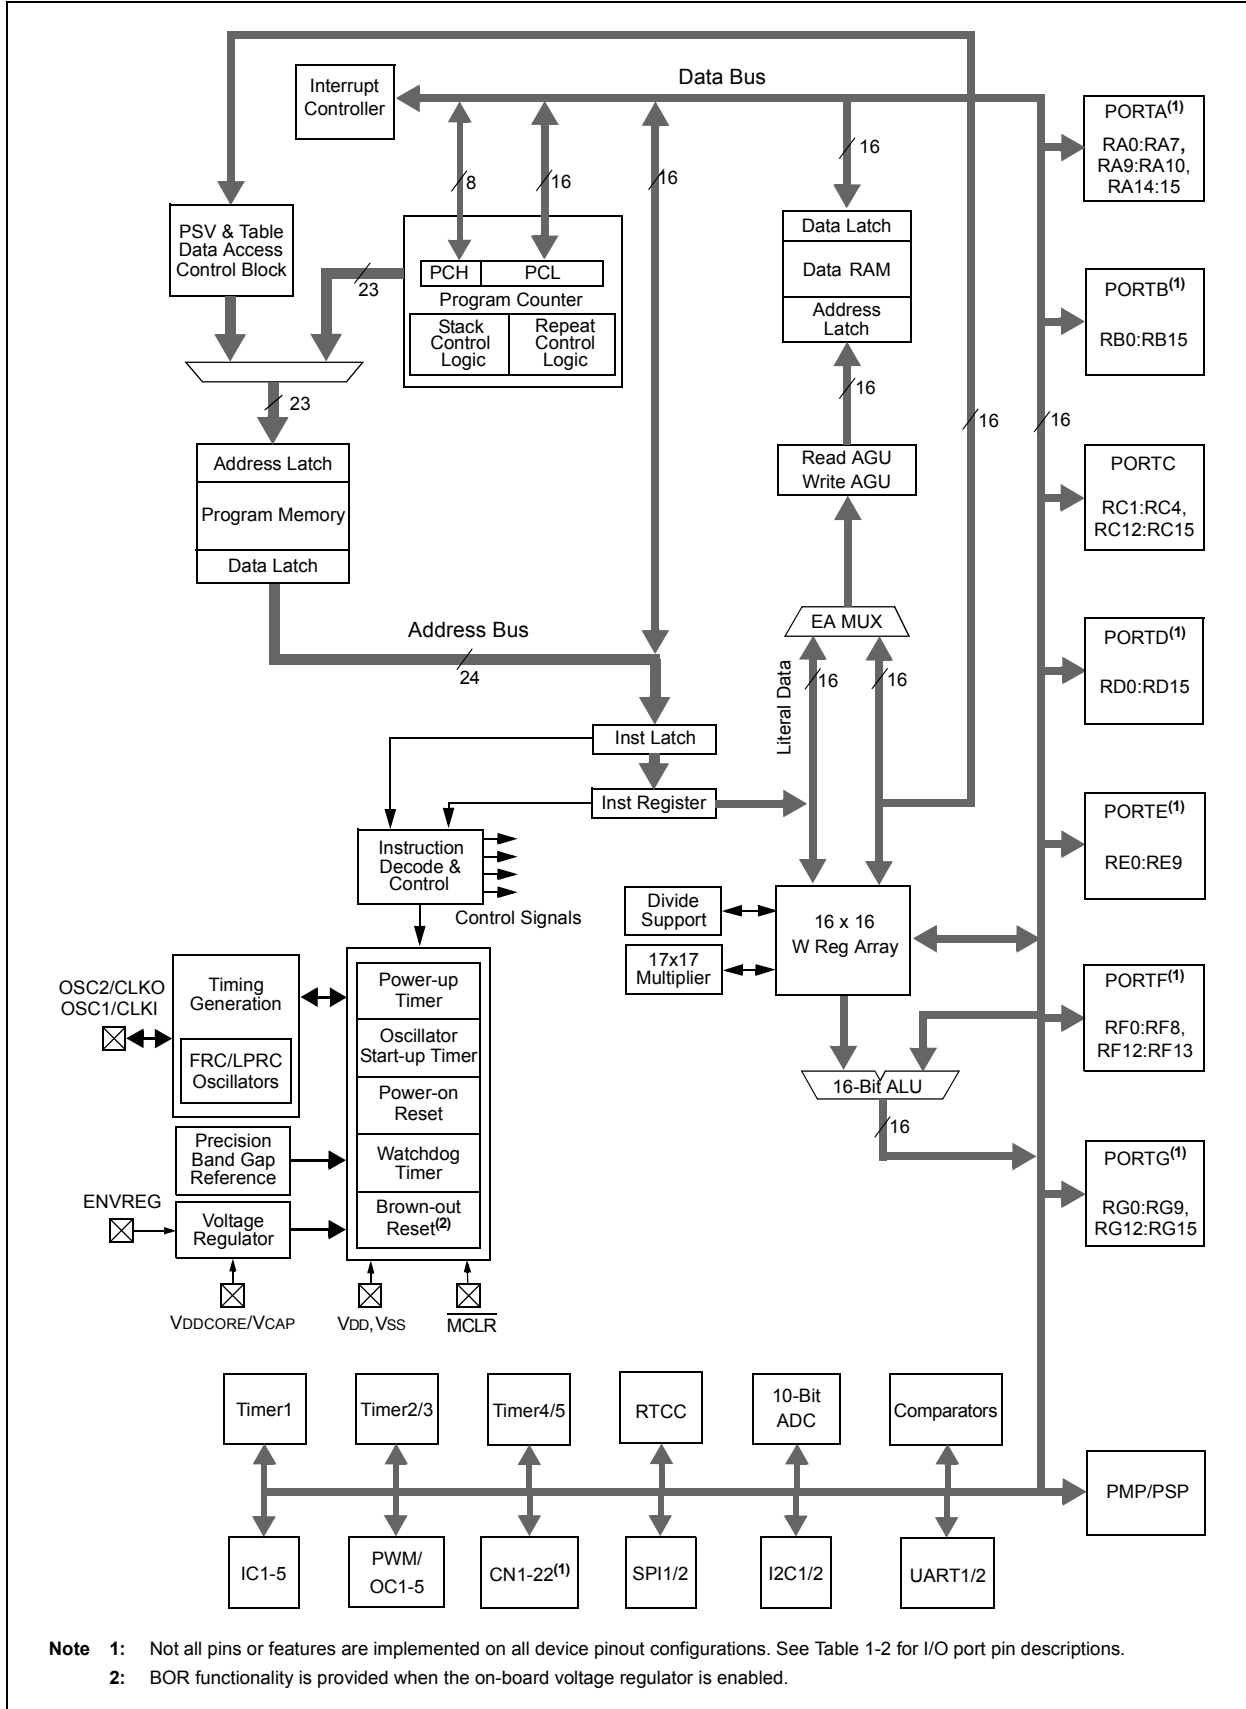 Data Bus
Interrupt
Controller
8
16
16
16
PORTA(1)
RA0:RA7,
RA9:RA10,
RA14:15
PSV & Table
Data Access
Control Block
23
PCH
PCL
Program Counter
Stack
Control
Logic
Repeat
Control
Logic
Data Latch
Data RAM
Address
Latch
PORTB(1)
RB0:RB15
23
16
16
16
Address Latch
Program Memory
Data Latch
Read AGU
Write AGU
PORTC
RC1:RC4,
RC12:RC15
Address Bus
24
EA MUX
Literal Data
16
16
PORTD(1)
RD0:RD15
Inst Latch
Inst Register
PORTE(1)
RE0:RE9
Instruction
Decode &
Control
Control Signals
Divide
Support
17x17
Multiplier
16 x 16
W Reg Array
OSC2/CLKO
OSC1/CLKI
Timing
Generation
FRC/LPRC
Oscillators
Power-up
Timer
Oscillator
Start-up Timer
Power-on
Reset
Watchdog
Timer
Brown-out
Reset(2)
PORTF(1)
RF0:RF8,
RF12:RF13
16-Bit ALU
16
Precision
Band Gap
Reference
ENVREG
Voltage
Regulator
PORTG(1)
RG0:RG9,
RG12:RG15
VDDCORE/VCAP
VDD, VSS
MCLR
Timer1
Timer2/3
Timer4/5
RTCC
10-Bit
ADC
Comparators
PMP/PSP
IC1-5
PWM/
OC1-5
CN1-22(1)
SPI1/2
I2C1/2
UART1/2
Note 1: Not all pins or features are implemented on all device pinout configurations. See Table 1-2 for I/O port pin descriptions.
2: BOR functionality is provided when the on-board voltage regulator is enabled.